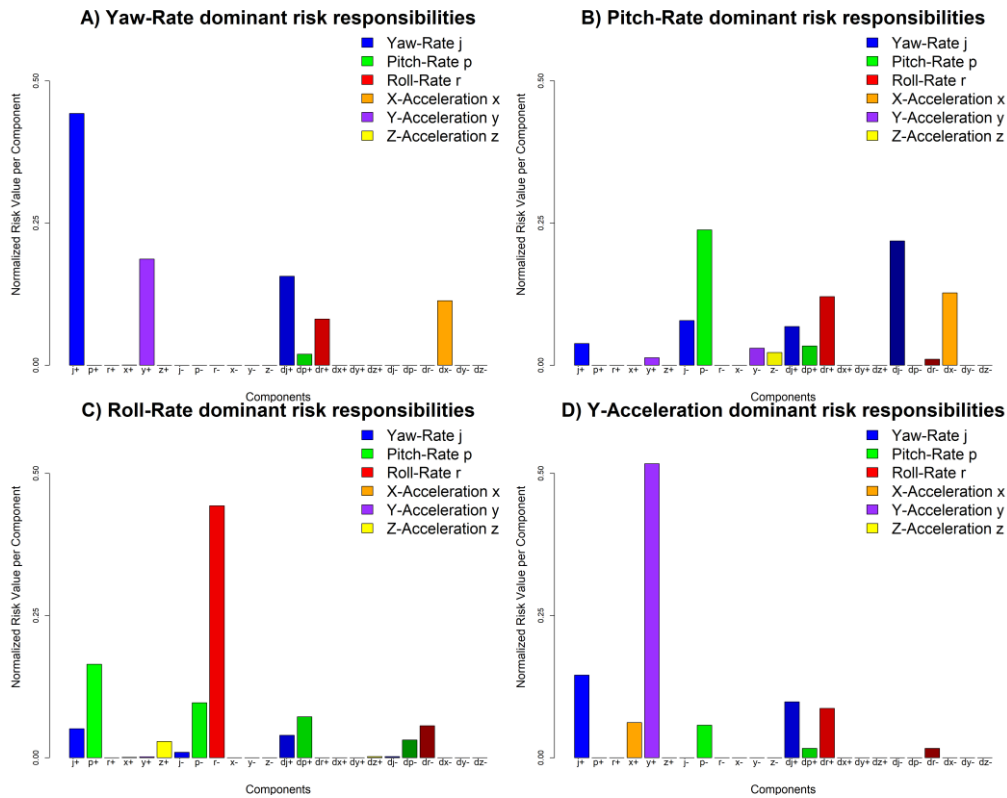 A) Yaw-Rate dominant risk responsibilities
Yaw-Rate j
Pitch-Rate p
Roll-Rate r
X-Acceleration x
Y-Acceleration y
Z-Acceleration z
Normalized Risk Value per Component
0.50
0.25
0.00
j+ p+ r+ x+ y+ z+ j- p- r- x- y- z- dj+ dp+ dr+ dx+ dy+ dz+ dj- dp- dr- dx- dy- dz-
Components
B) Pitch-Rate dominant risk responsibilities
Yaw-Rate j
Pitch-Rate p
Roll-Rate r
X-Acceleration x
Y-Acceleration y
Z-Acceleration z
Normalized Risk Value per Component
0.50
0.25
0.00
j+ p+ r+ x+ y+ z+ j- p- r- x- y- z- dj+ dp+ dr+ dx+ dy+ dz+ dj- dp- dr- dx- dy- dz-
Components
C) Roll-Rate dominant risk responsibilities
Yaw-Rate j
Pitch-Rate p
Roll-Rate r
X-Acceleration x
Y-Acceleration y
Z-Acceleration z
Normalized Risk Value per Component
0.50
0.25
0.00
j+ p+ r+ x+ y+ z+ j- p- r- x- y- z- dj+ dp+ dr+ dx+ dy+ dz+ dj- dp- dr- dx- dy- dz-
Components
D) Y-Acceleration dominant risk responsibilities
Yaw-Rate j
Pitch-Rate p
Roll-Rate r
X-Acceleration x
Y-Acceleration y
Z-Acceleration z
Normalized Risk Value per Component
0.50
0.25
0.00
j+ p+ r+ x+ y+ z+ j- p- r- x- y- z- dj+ dp+ dr+ dx+ dy+ dz+ dj- dp- dr- dx- dy- dz-
Components